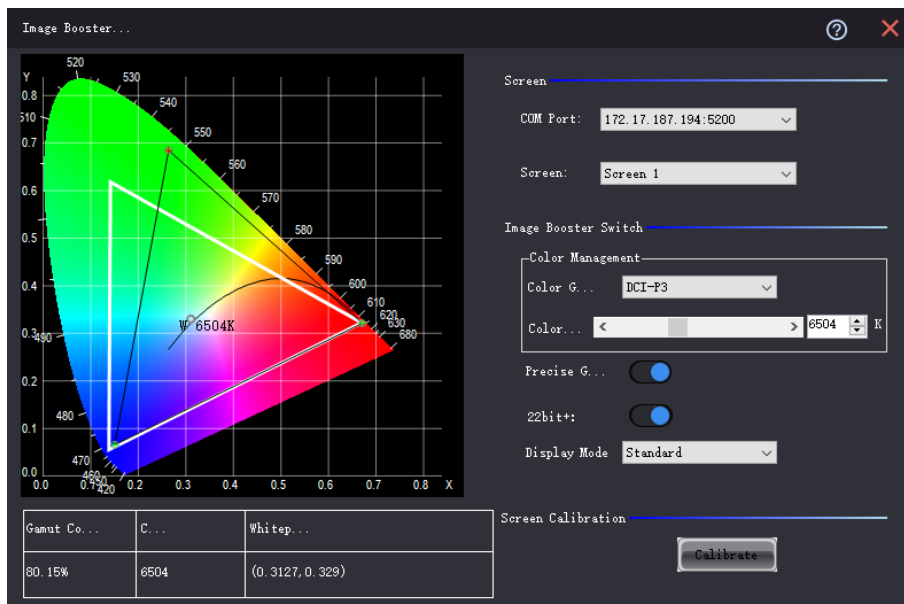 Image Booster...
Screen
COM Port: 172.17.187.194:5200
Screen: Screen 1
Image Booster Switch
Color Management
Color G... DCI-P3
Color... 6504 K
Precise G...
22bit+:
Display Mode Standard
Screen Calibration
Calibrate
Y
520
530
540
550
560
570
580
590
600
610
620
630
680
510
490
480
470
420
0.8
0.7
0.6
0.5
0.4
0.3
0.2
0.1
0.0
W 6504K
0.0 0.1 0.2 0.3 0.4 0.5 0.6 0.7 0.8 X
Gamut Co... C... Whitep...
80.15% 6504 (0.3127,0.329)